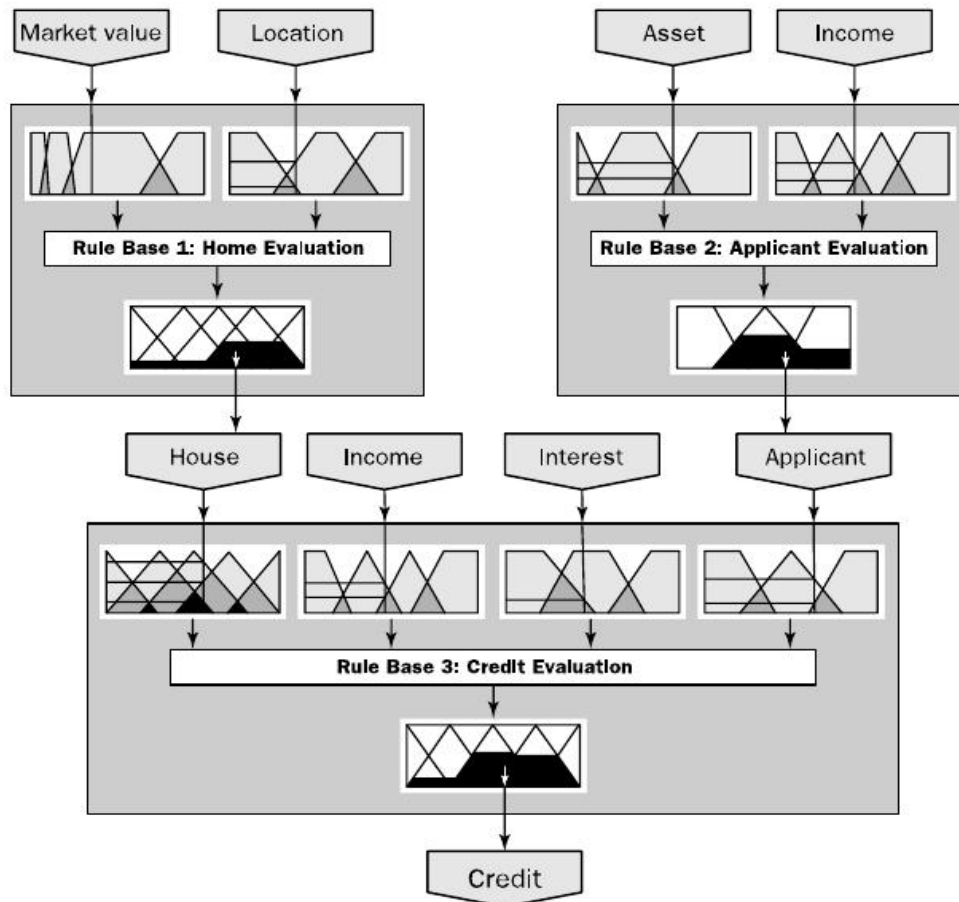 Market value
Location
Asset
Income
Rule Base 1: Home Evaluation
Rule Base 2: Applicant Evaluation
House
Income
Interest
Applicant
Rule Base 3: Credit Evaluation
Credit